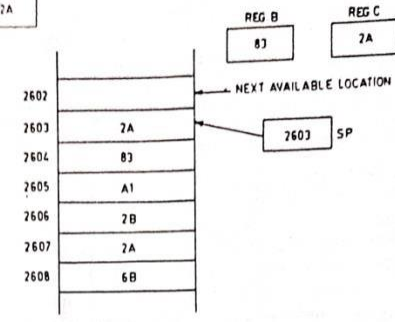 2A
REG B
REG C
83
2A
2602
NEXT AVAILABLE LOCATION
2603
2A
2603
SP
2604
83
2605
A1
2606
2B
2607
2A
2608
6B